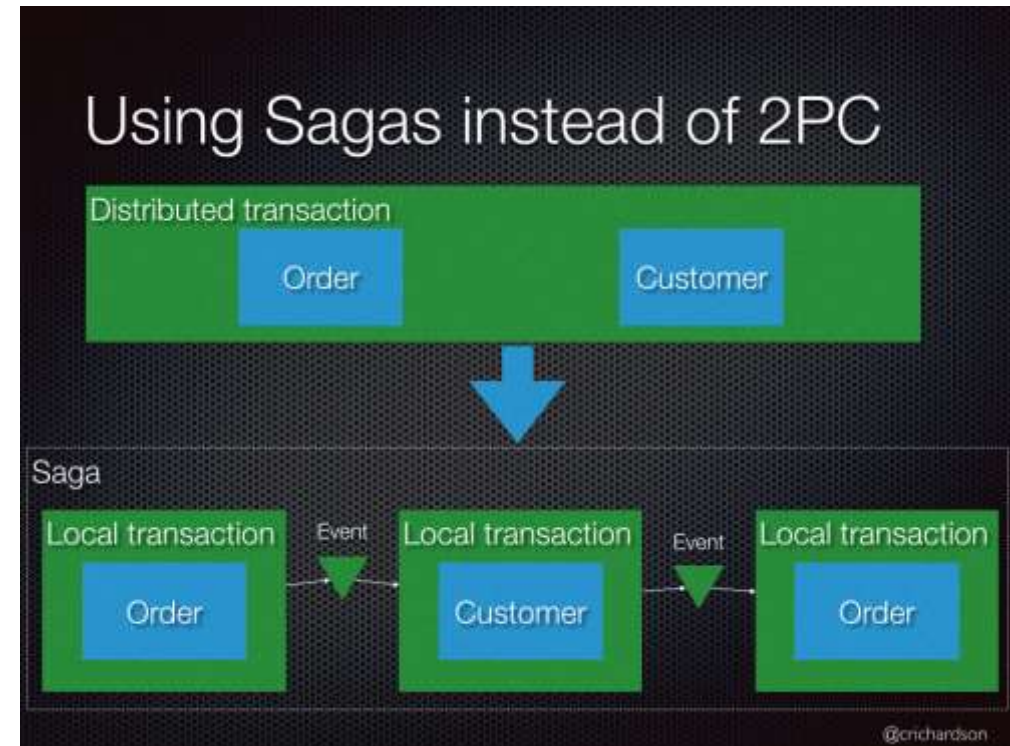 Using Sagas instead of 2PC
Distributed transaction
Order
Customer
Saga
Local transaction
Order
Event
Local transaction
Customer
Event
Local transaction
Order
@crichardson